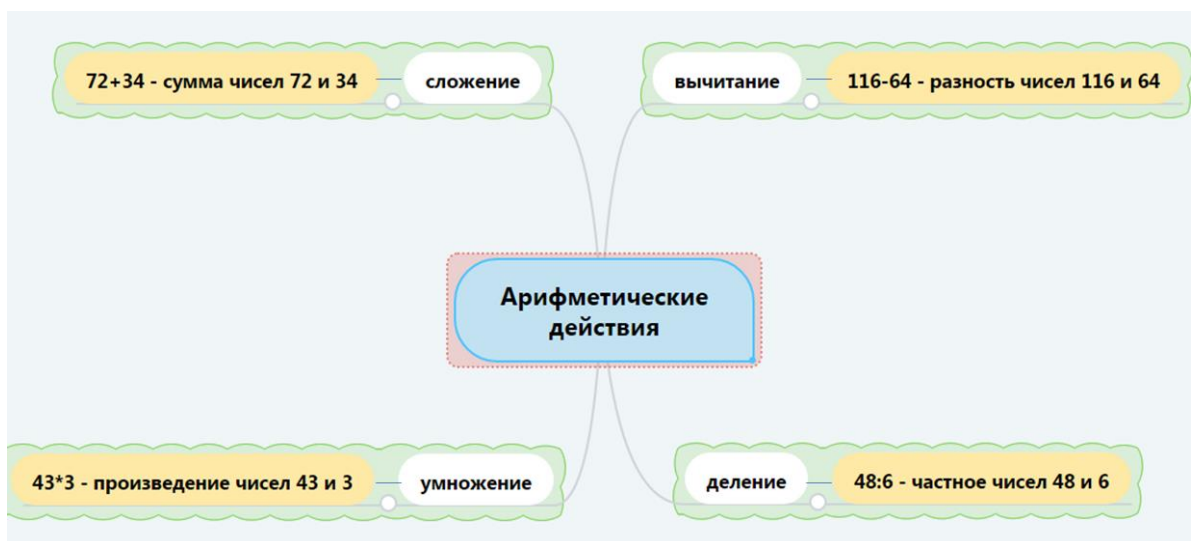 72+34 - сумма чисел 72 и 34
сложение
вычитание
116-64 - разность чисел 116 и 64
Арифметические
действия
43*3 - произведение чисел 43 и 3
умножение
деление
48:6 - частное чисел 48 и 6